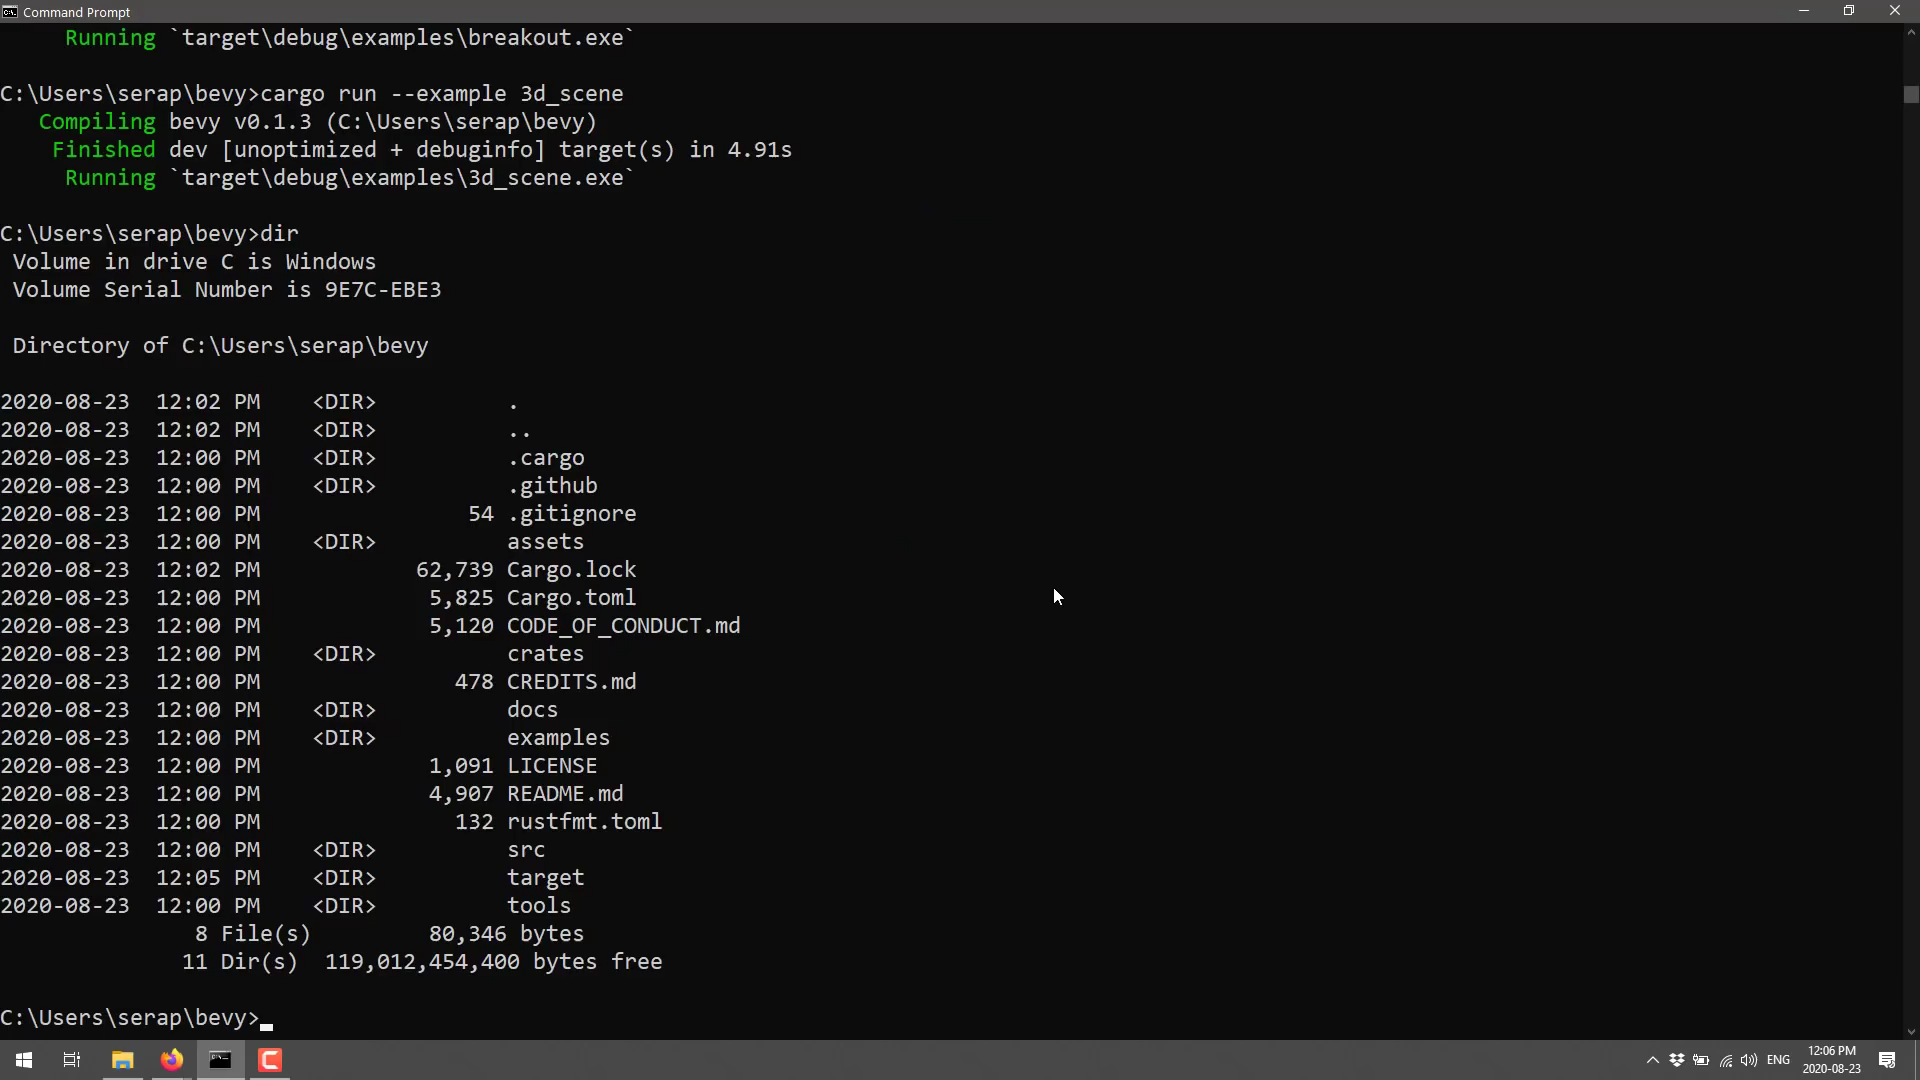 Command Prompt
Running `target\debug\examples\breakout.exe`
C:\Users\serap\bevy>cargo run --example 3d_scene
Compiling bevy v0.1.3 (C:\Users\serap\bevy)
Finished dev [unoptimized + debuginfo] target(s) in 4.91s
Running `target\debug\examples\3d_scene.exe`
C:\Users\serap\bevy>dir
Volume in drive C is Windows
Volume Serial Number is 9E7C-EBE3
Directory of C:\Users\serap\bevy
2020-08-23  12:02 PM    <DIR>          .
2020-08-23  12:02 PM    <DIR>          ..
2020-08-23  12:00 PM    <DIR>          .cargo
2020-08-23  12:00 PM    <DIR>          .github
2020-08-23  12:00 PM                54 .gitignore
2020-08-23  12:00 PM    <DIR>          assets
2020-08-23  12:02 PM            62,739 Cargo.lock
2020-08-23  12:00 PM             5,825 Cargo.toml
2020-08-23  12:00 PM             5,120 CODE_OF_CONDUCT.md
2020-08-23  12:00 PM    <DIR>          crates
2020-08-23  12:00 PM               478 CREDITS.md
2020-08-23  12:00 PM    <DIR>          docs
2020-08-23  12:00 PM    <DIR>          examples
2020-08-23  12:00 PM             1,091 LICENSE
2020-08-23  12:00 PM             4,907 README.md
2020-08-23  12:00 PM               132 rustfmt.toml
2020-08-23  12:00 PM    <DIR>          src
2020-08-23  12:05 PM    <DIR>          target
2020-08-23  12:00 PM    <DIR>          tools
8 File(s)         80,346 bytes
11 Dir(s)  119,012,454,400 bytes free
C:\Users\serap\bevy>
ENG
12:06 PM
2020-08-23